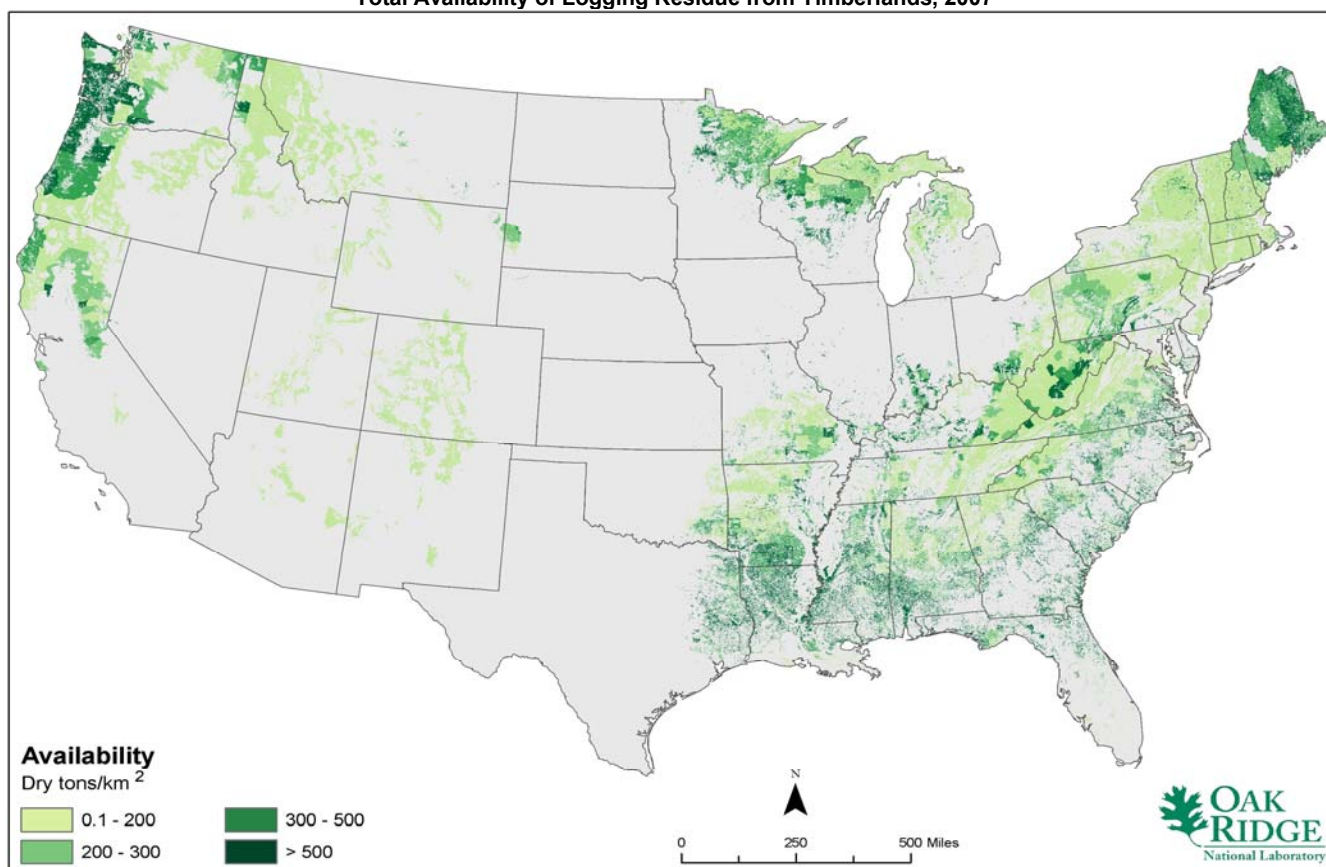 Total Availability of Logging Residue from Timberlands, 2007
Availability
Dry tons/km 2
0.1 - 200
200 - 300
300 - 500
> 500
N
0 250 500 Miles
OAK
RIDGE
National Laboratory